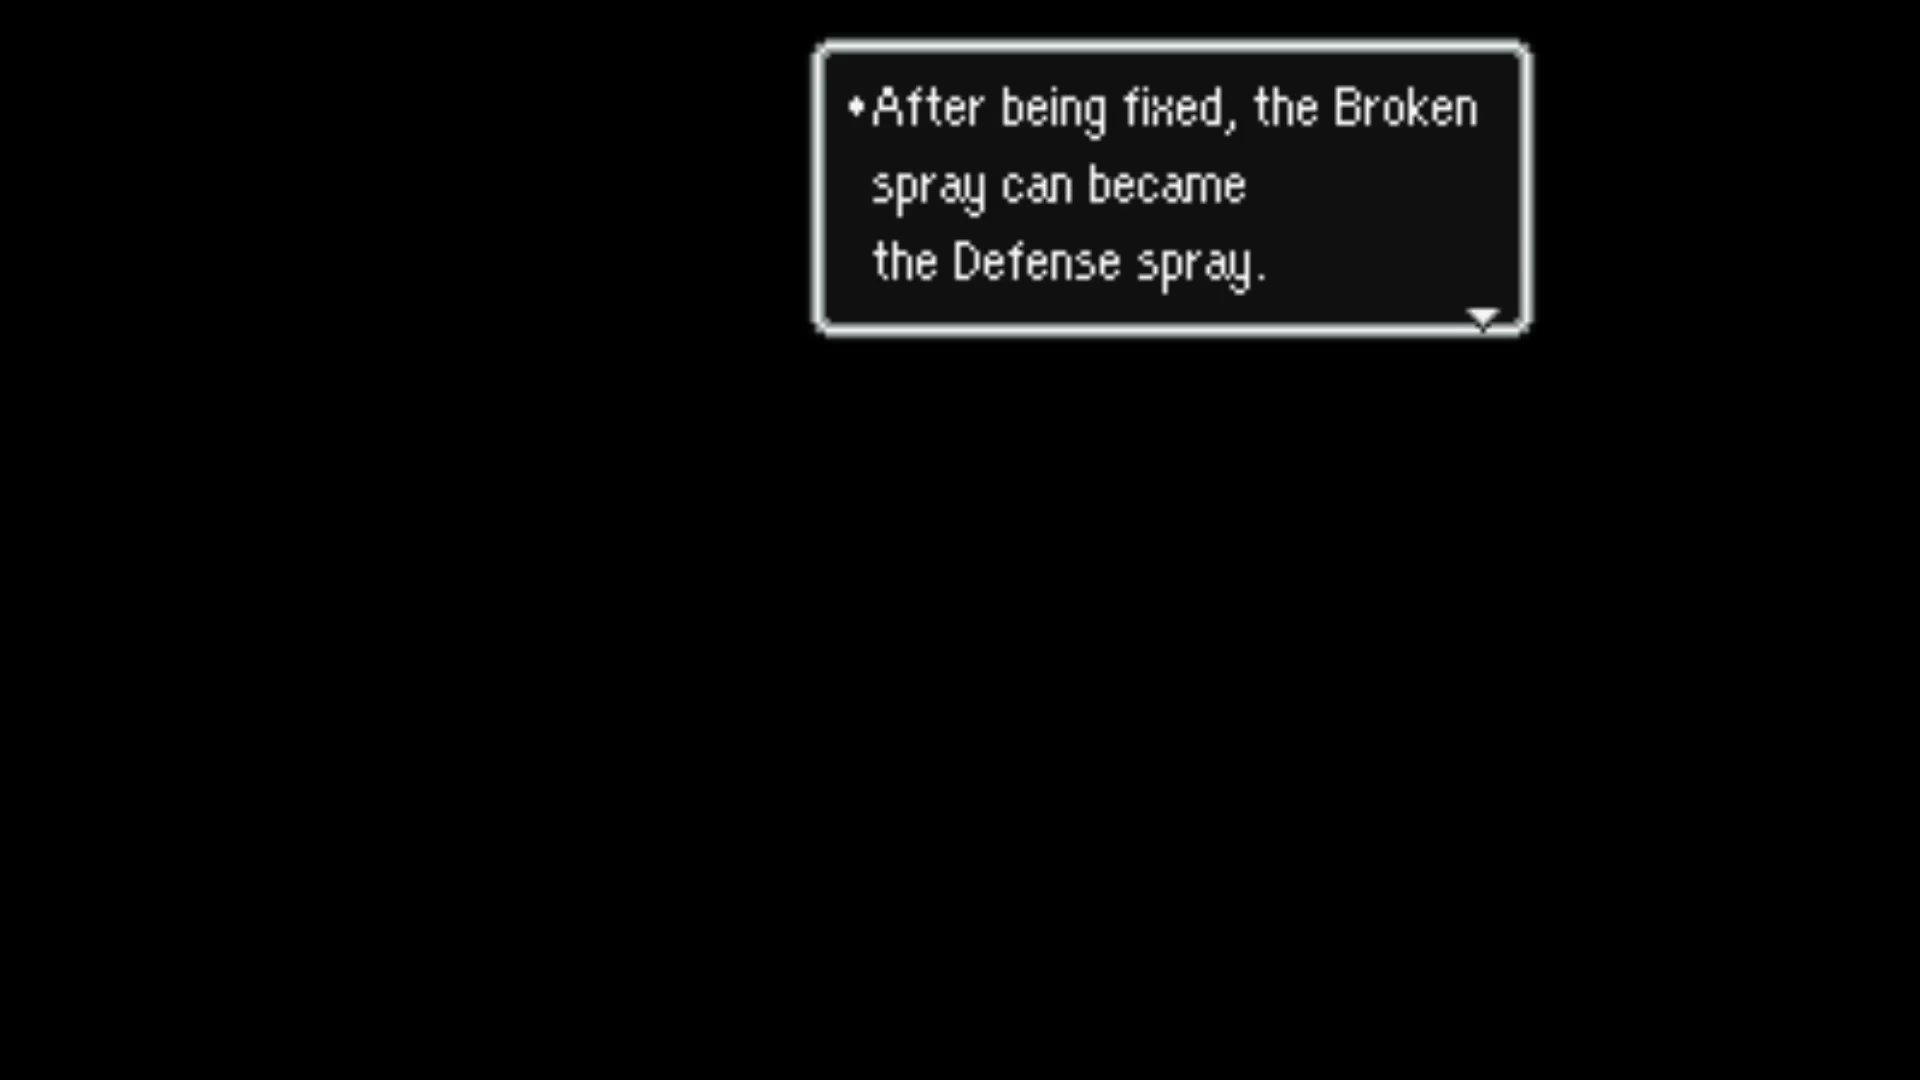 •After being fixed, the Broken
spray can became
the Defense spray.